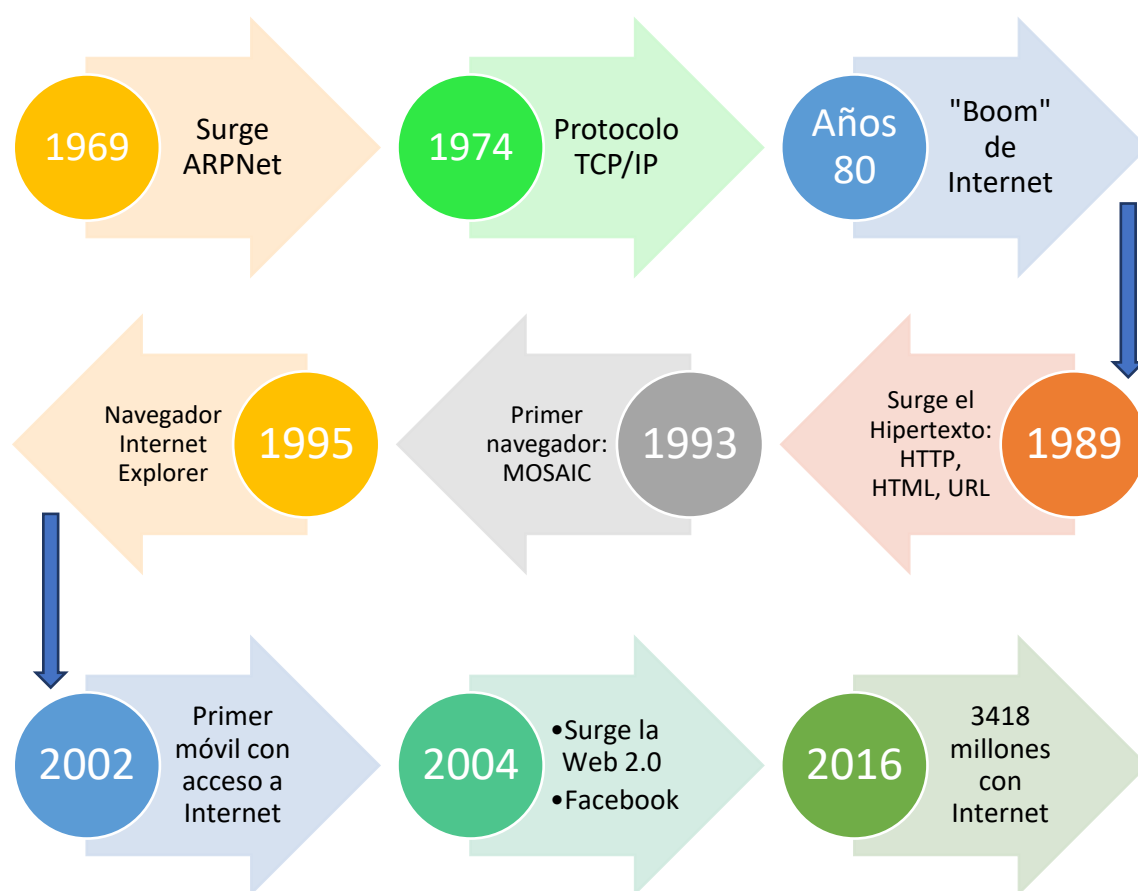 1969
Surge
ARPNet
1974
Protocolo
TCP/IP
Años
80
"Boom"
de
Internet
1989
Surge el
Hipertexto:
HTTP,
HTML, URL
1993
Primer
navegador:
MOSAIC
1995
Navegador
Internet
Explorer
2002
Primer
móvil con
acceso a
Internet
2004
•Surge la
Web 2.0
•Facebook
2016
3418
millones
con
Internet